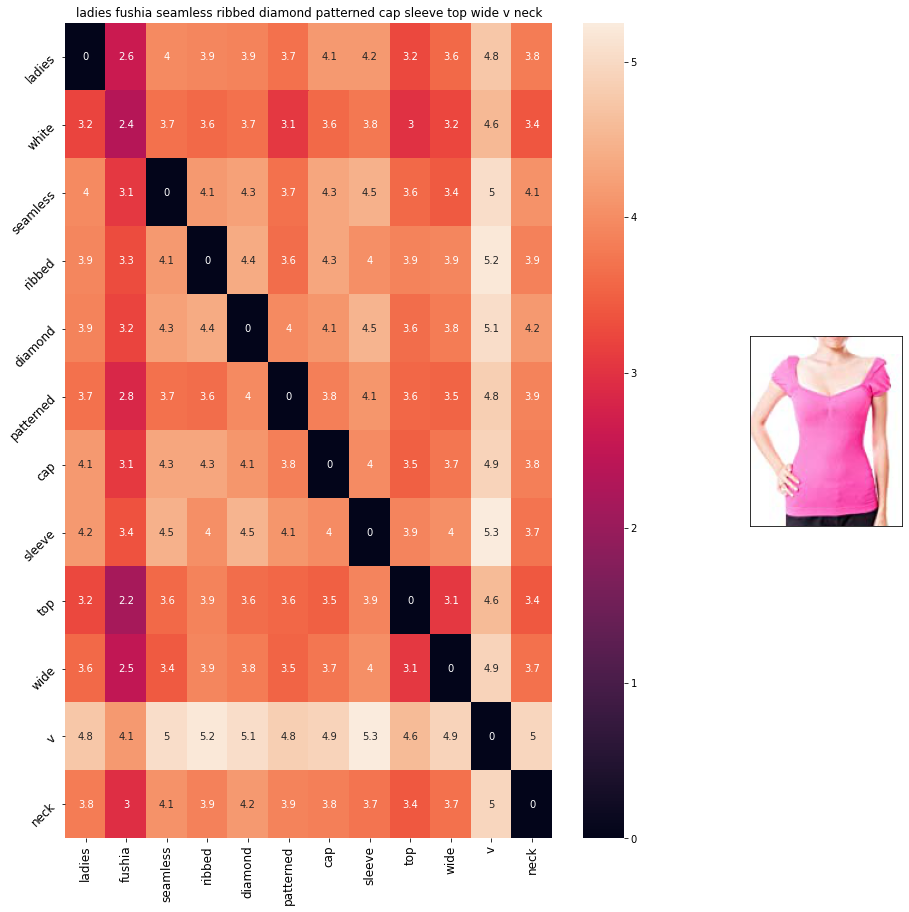 ladies fushia seamless ribbed diamond patterned cap sleeve top wide v neck
ladies 0 2.6 4 3.9 3.9 3.7 4.1 4.2 3.2 3.6 4.8 3.8
white 3.2 2.4 3.7 3.6 3.7 3.1 3.6 3.8 3 3.2 4.6 3.4
seamless 4 3.1 0 4.1 4.3 3.7 4.3 4.5 3.6 3.4 5 4.1
ribbed 3.9 3.3 4.1 0 4.4 3.6 4.3 4 3.9 3.9 5.2 3.9
diamond 3.9 3.2 4.3 4.4 0 4 4.1 4.5 3.6 3.8 5.1 4.2
patterned 3.7 2.8 3.7 3.6 4 0 3.8 4.1 3.6 3.5 4.8 3.9
cap 4.1 3.1 4.3 4.3 4.1 3.8 0 4 3.5 3.7 4.9 3.8
sleeve 4.2 3.4 4.5 4 4.5 4.1 4 0 3.9 4 5.3 3.7
top 3.2 2.2 3.6 3.9 3.6 3.6 3.5 3.9 0 3.1 4.6 3.4
wide 3.6 2.5 3.4 3.9 3.8 3.5 3.7 4 3.1 0 4.9 3.7
v 4.8 4.1 5 5.2 5.1 4.8 4.9 5.3 4.6 4.9 0 5
neck 3.8 3 4.1 3.9 4.2 3.9 3.8 3.7 3.4 3.7 5 0
ladies fushia seamless ribbed diamond patterned cap sleeve top wide v neck
5
4
3
2
1
0